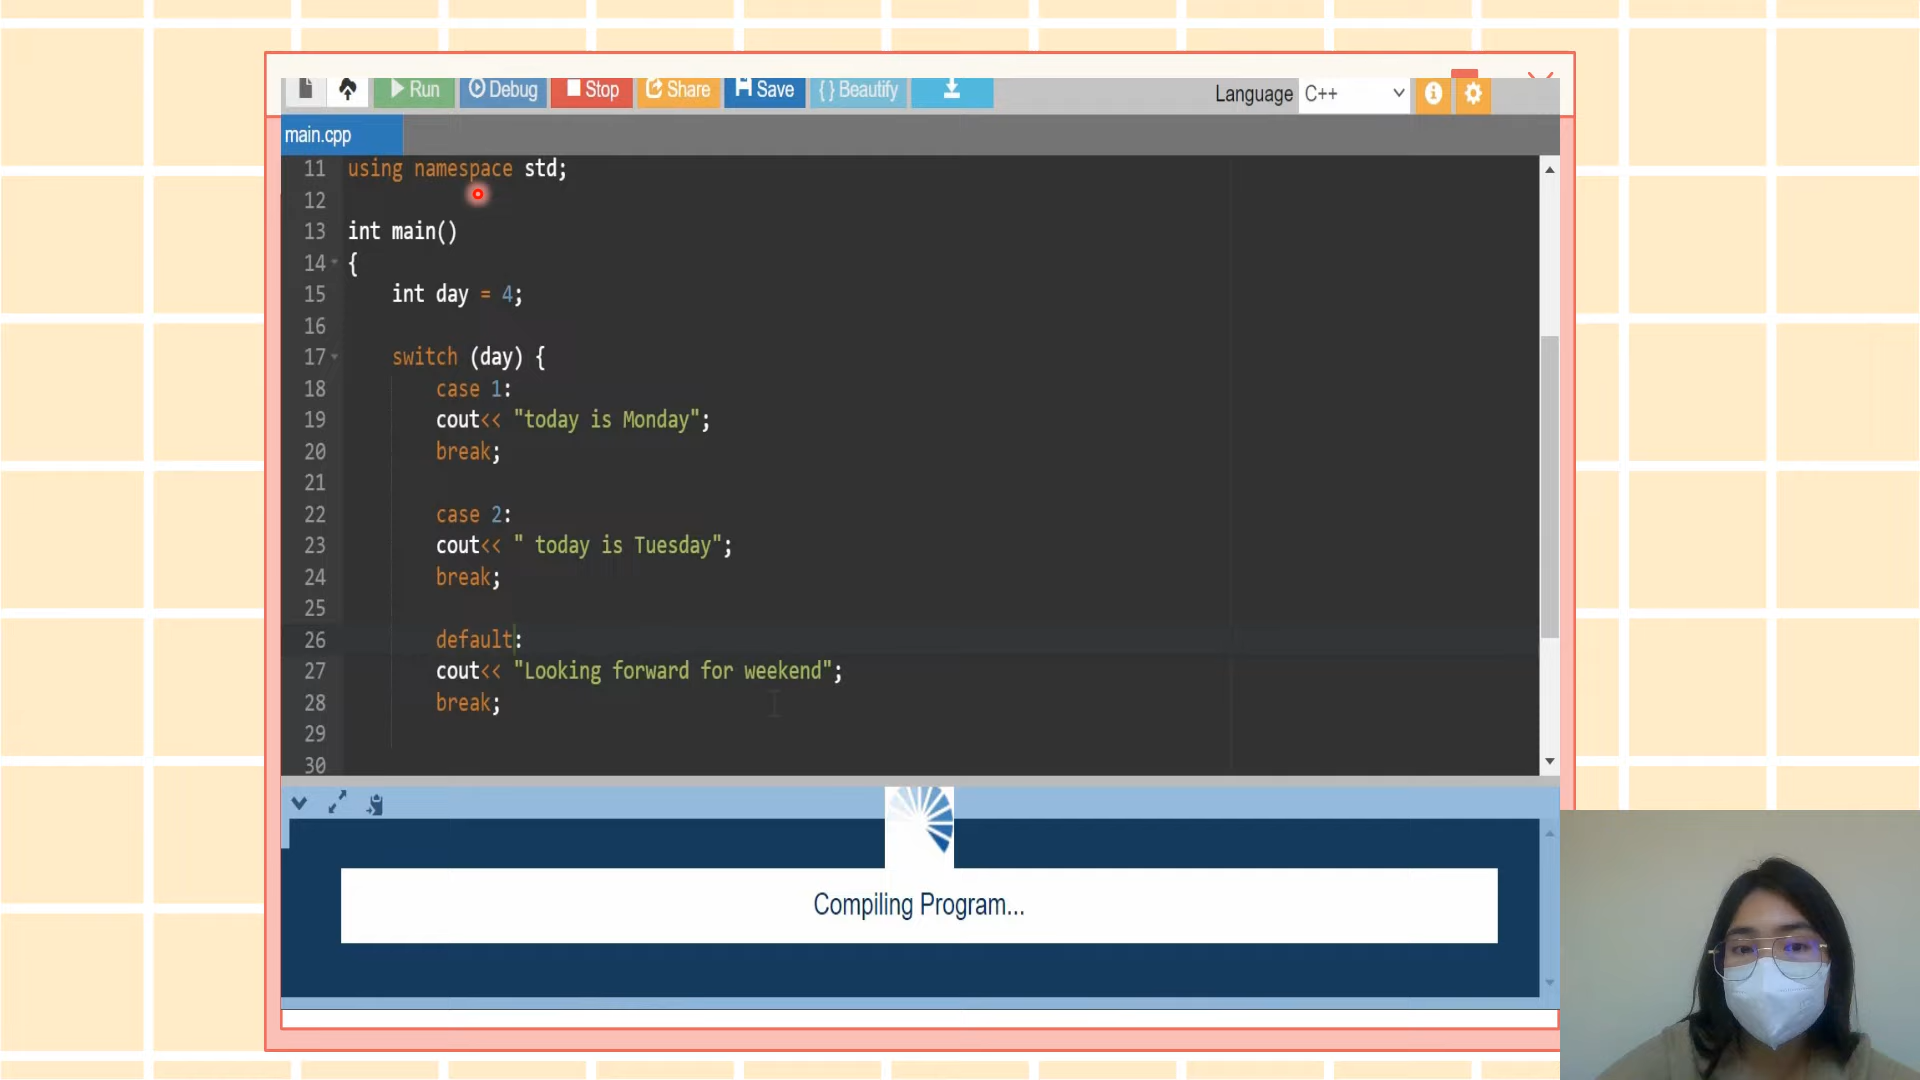 Run Debug Stop Share Save {} Beautify Language C++
main.cpp
11 using namespace std;
12
13 int main()
14 {
15 int day = 4;
16
17 switch (day) {
18 case 1:
19 cout<< "today is Monday";
20 break;
21
22 case 2:
23 cout<< " today is Tuesday";
24 break;
25
26 default:
27 cout<< "Looking forward for weekend";
28 break;
29
30
Compiling Program...